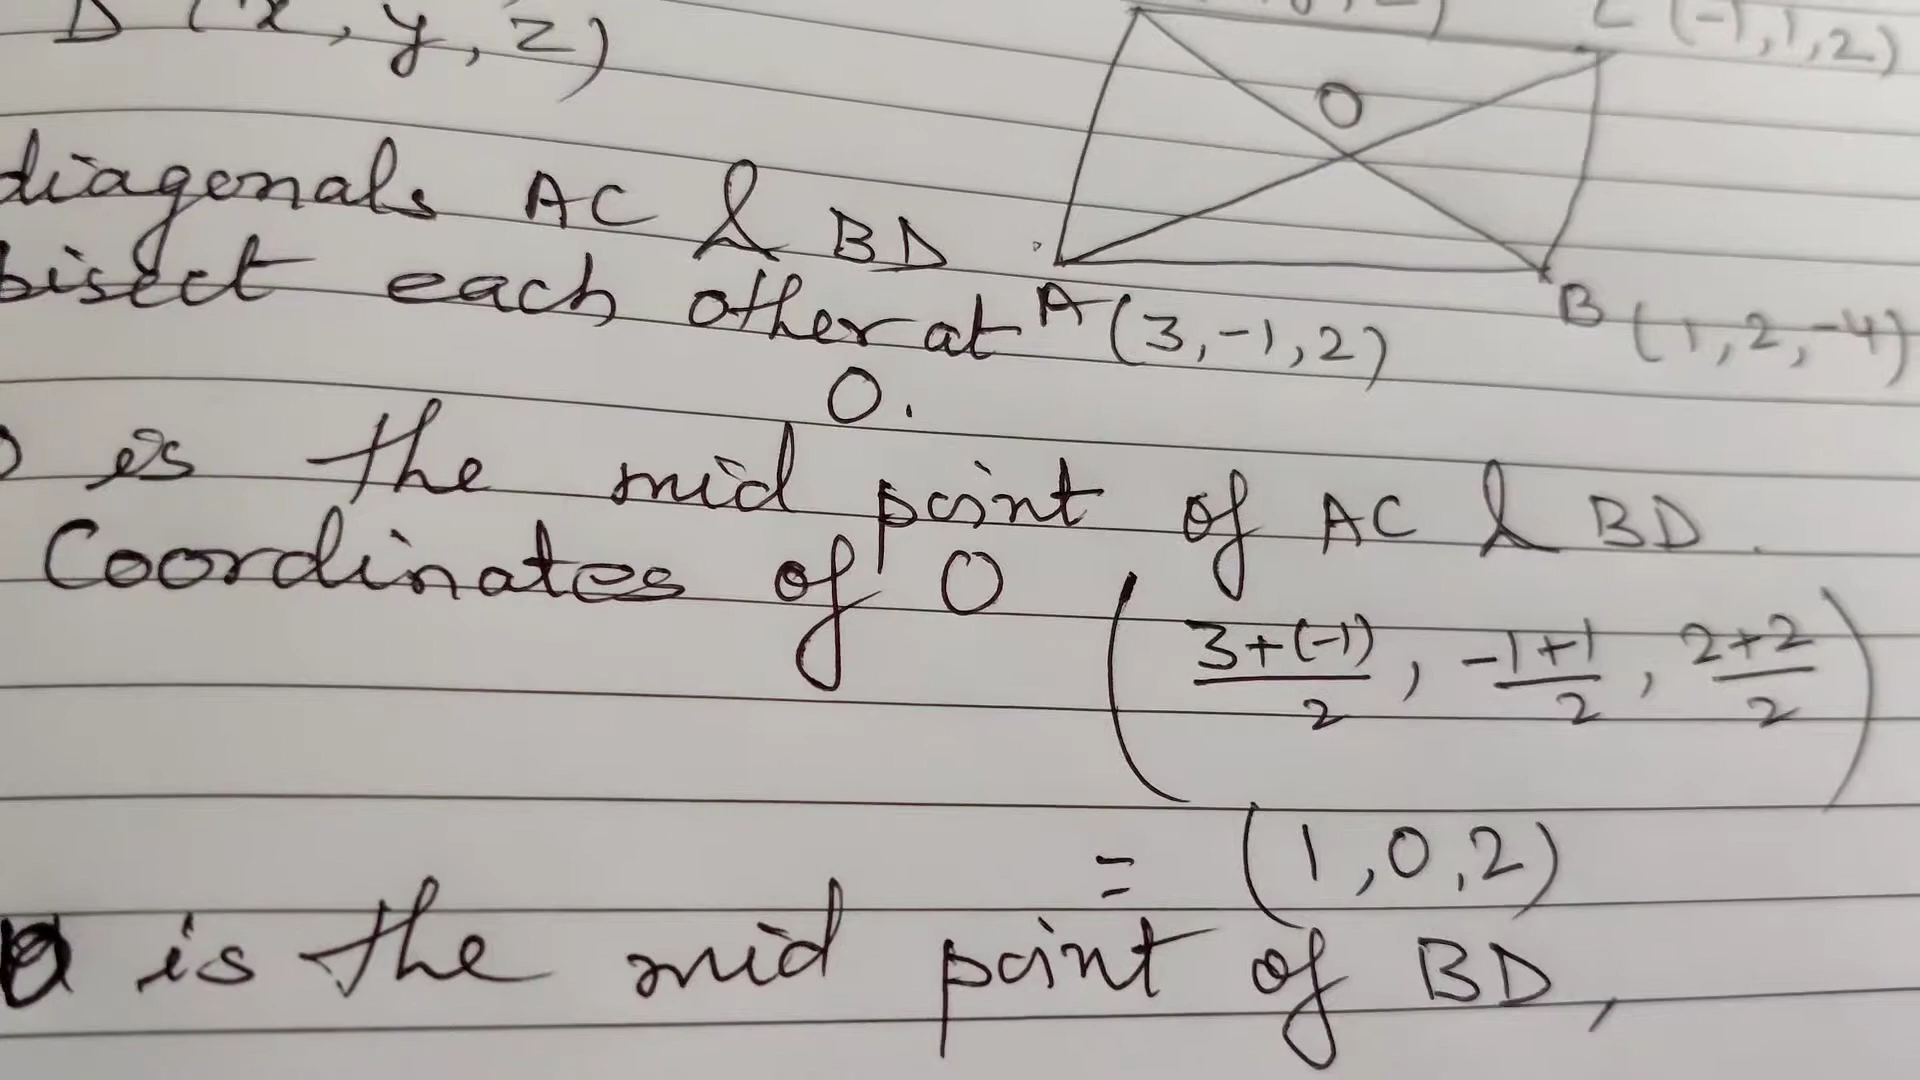 D (x, y, z)
C (-1, 1, 2)
O
diagonals AC & BD
bisect each other at
O.
A (3, -1, 2)
B (1, 2, -4)
O is the mid point of AC & BD.
Coordinates of O ( 3+(-1)/2 , -1+1/2 , 2+2/2 )
= (1, 0, 2)
O is the mid point of BD,